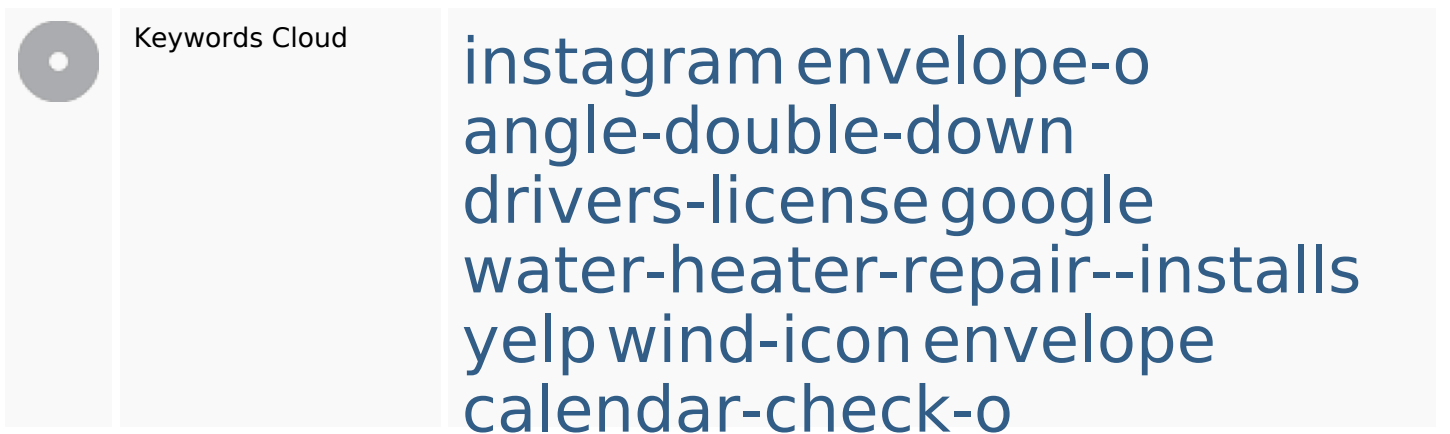 Keywords Cloud
instagram envelope-o
angle-double-down
drivers-license google
water-heater-repair--installs
yelp wind-icon envelope
calendar-check-o